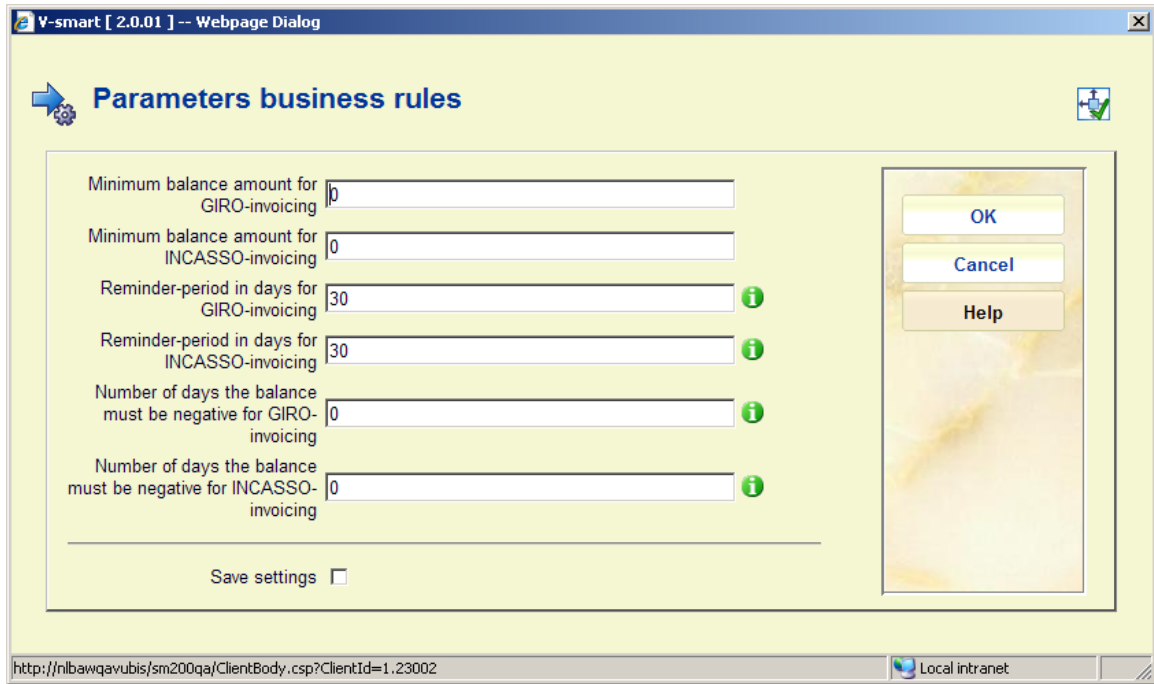 V-smart [ 2.0.01 ] -- Webpage Dialog
Parameters business rules
Minimum balance amount for
GIRO-invoicing
0
Minimum balance amount for
INCASSO-invoicing
0
Reminder-period in days for
GIRO-invoicing
30
Reminder-period in days for
INCASSO-invoicing
30
Number of days the balance
must be negative for GIRO-
invoicing
0
Number of days the balance
must be negative for INCASSO-
invoicing
0
Save settings
OK
Cancel
Help
http://nlbawqavubis/sm200qa/ClientBody.csp?ClientId=1.23002
Local intranet